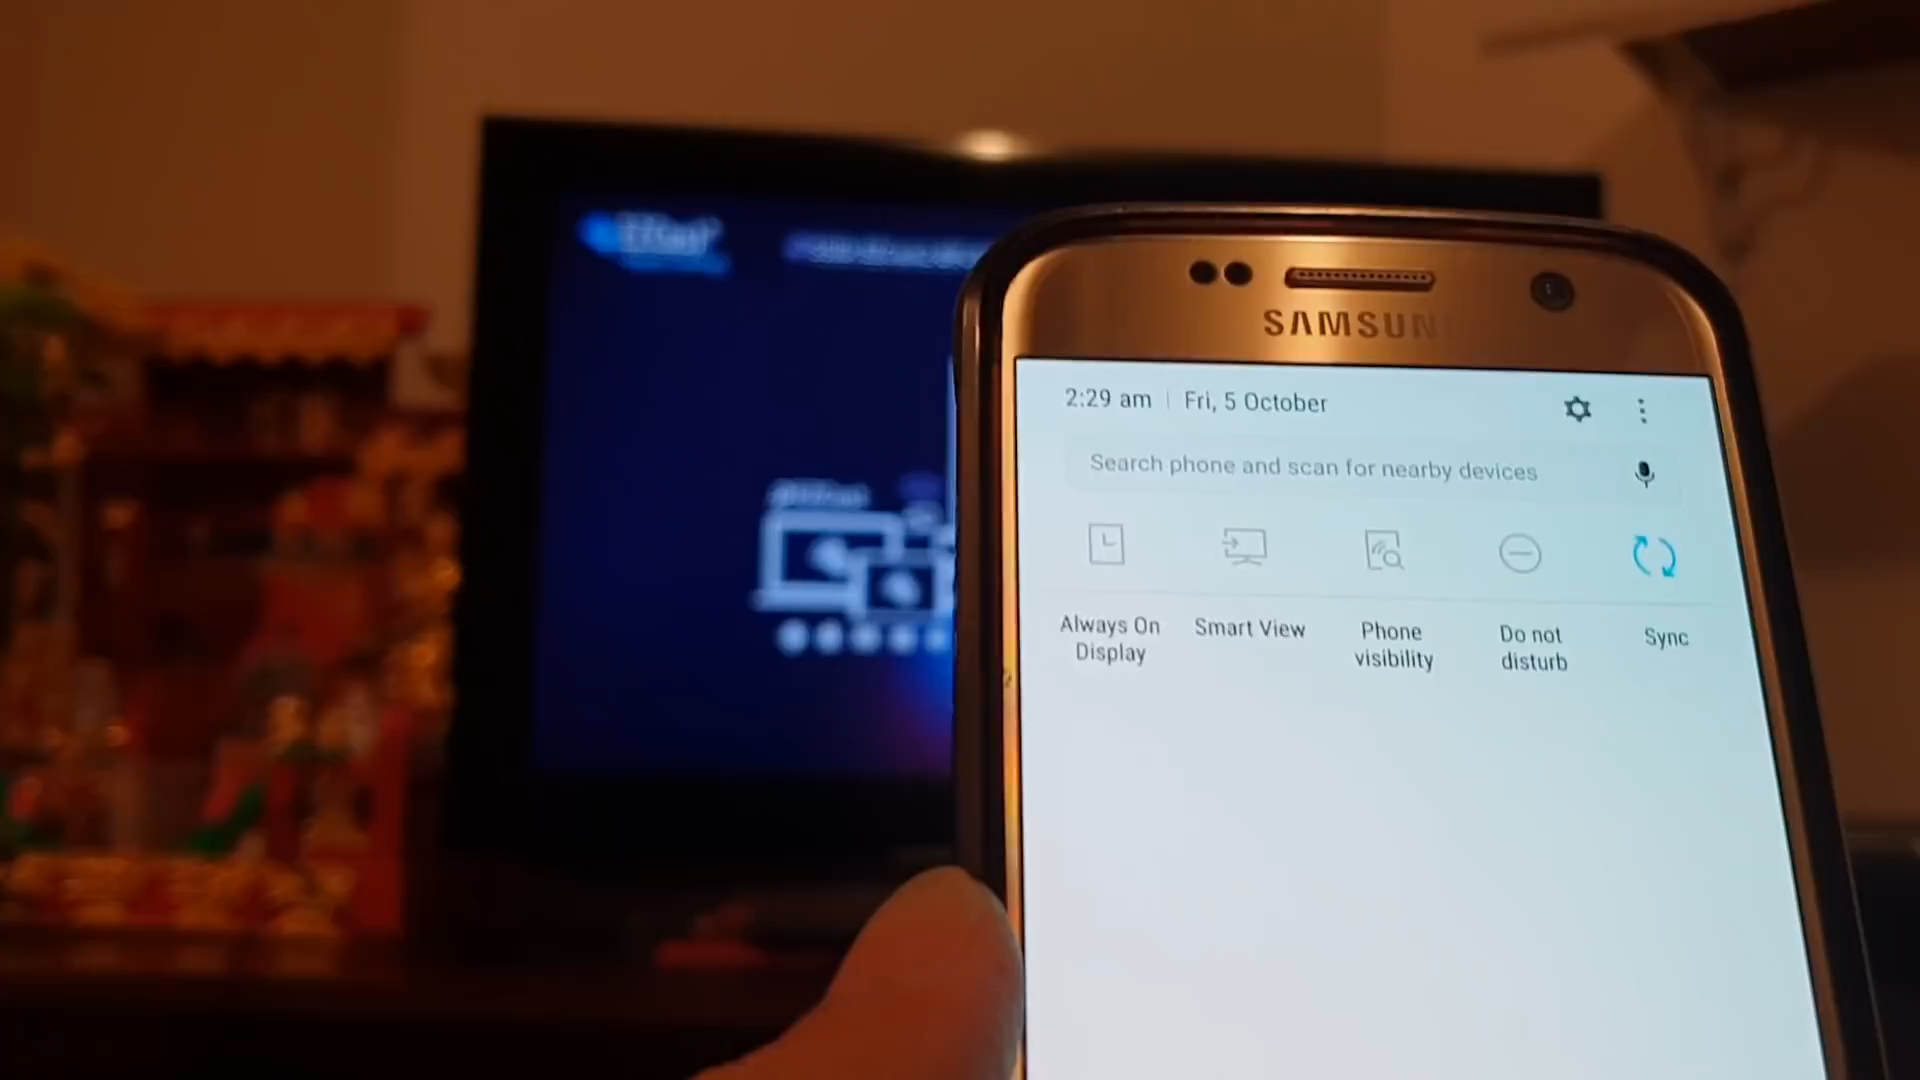 SAMSUN
2:29 am
Fri, 5 October
Search phone and scan for nearby devices
Always On
Display
Smart View
Phone
visibility
Do not
disturb
Sync